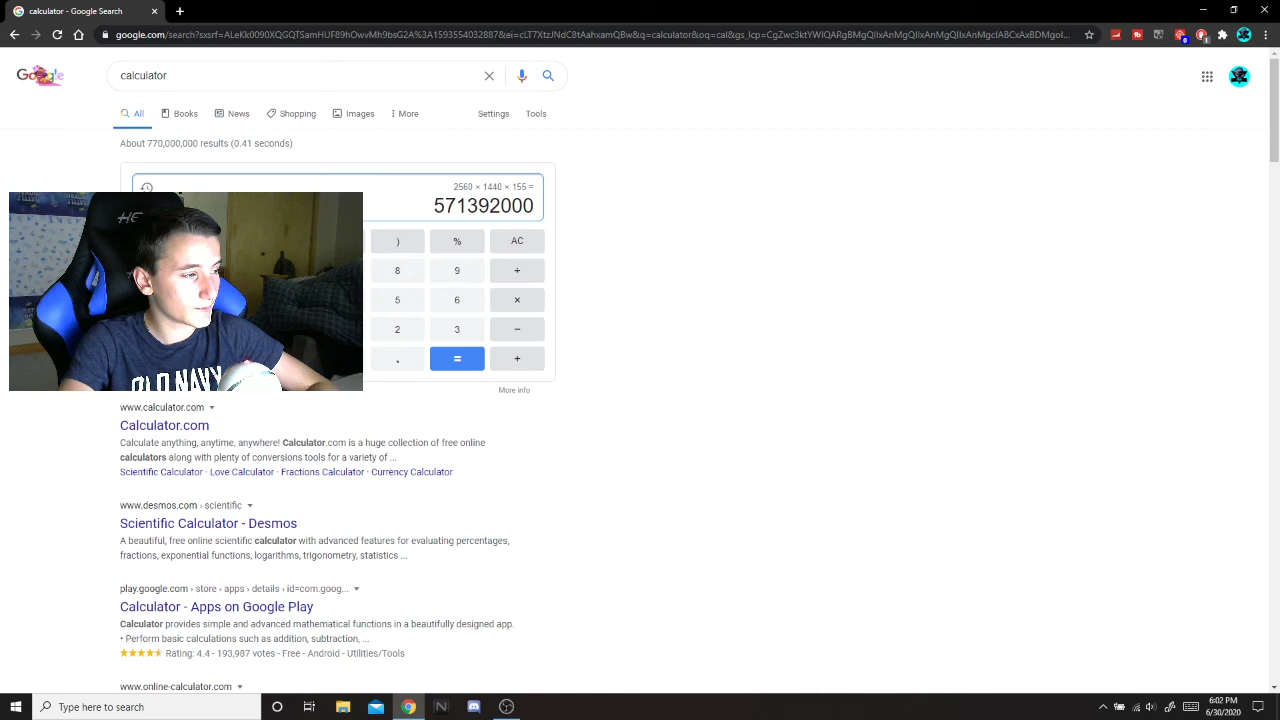 calculator - Google Search
google.com/search?sxsrf=ALeKk0090XQGQTSamHUF89hOwvMh9bsG2A%3A1593554032887&ei=cLT7XtzJNdC8tAahxamQBw&q=calculator&oq=cal&gs_lcp=
Google
calculator
All
Books
News
Shopping
Images
More
Settings
Tools
About 770,000,000 results (0.41 seconds)
2560 × 1440 × 155 =
571392000
) % AC
8 9 ÷
5 6 ×
2 3 −
. = +
More info
HE
LONDON
www.calculator.com
Calculator.com
Calculate anything, anytime, anywhere! Calculator.com is a huge collection of free online
calculators along with plenty of conversions tools for a variety of ...
Scientific Calculator · Love Calculator · Fractions Calculator · Currency Calculator
www.desmos.com › scientific
Scientific Calculator - Desmos
A beautiful, free online scientific calculator with advanced features for evaluating percentages,
fractions, exponential functions, logarithms, trigonometry, statistics ...
play.google.com › store › apps › details › id=com.goog...
Calculator - Apps on Google Play
Calculator provides simple and advanced mathematical functions in a beautifully designed app.
• Perform basic calculations such as addition, subtraction, ...
Rating: 4.4 - 193,987 votes - Free - Android - Utilities/Tools
www.online-calculator.com
Type here to search
6:02 PM
6/30/2020